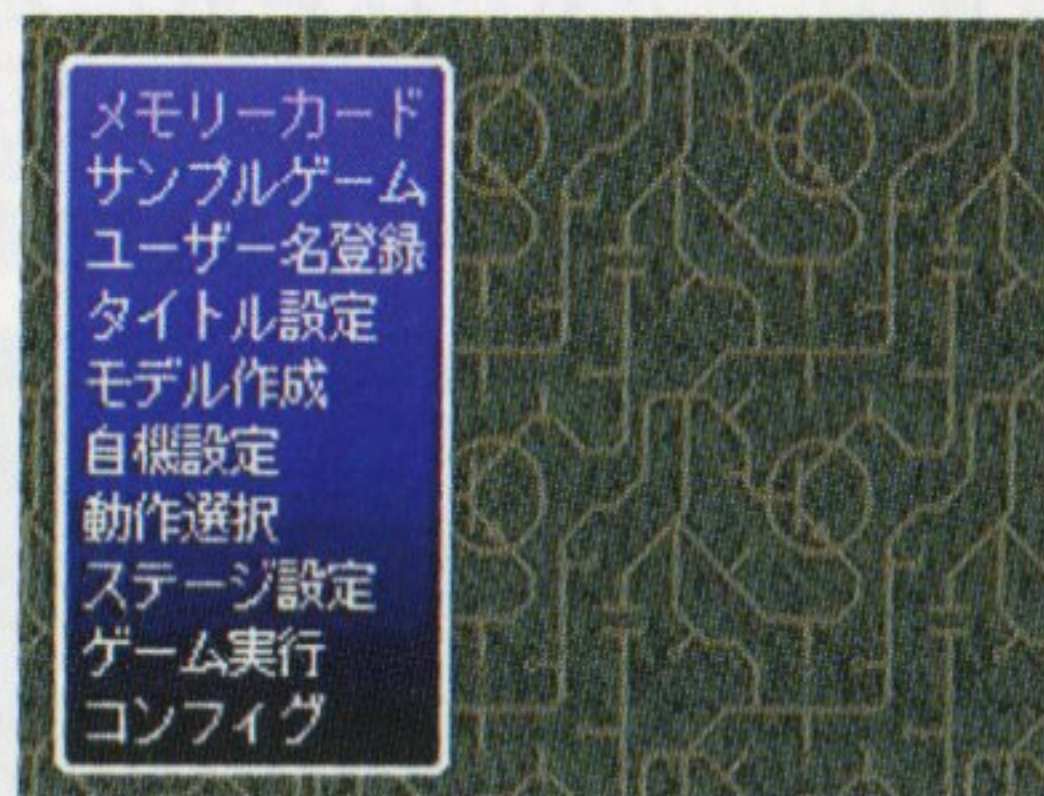 メモリーカード
サンプルゲーム
ユーザー名登録
タイトル設定
モデル作成
自機設定
動作選択
ステージ設定
ゲーム実行
コンフィグ